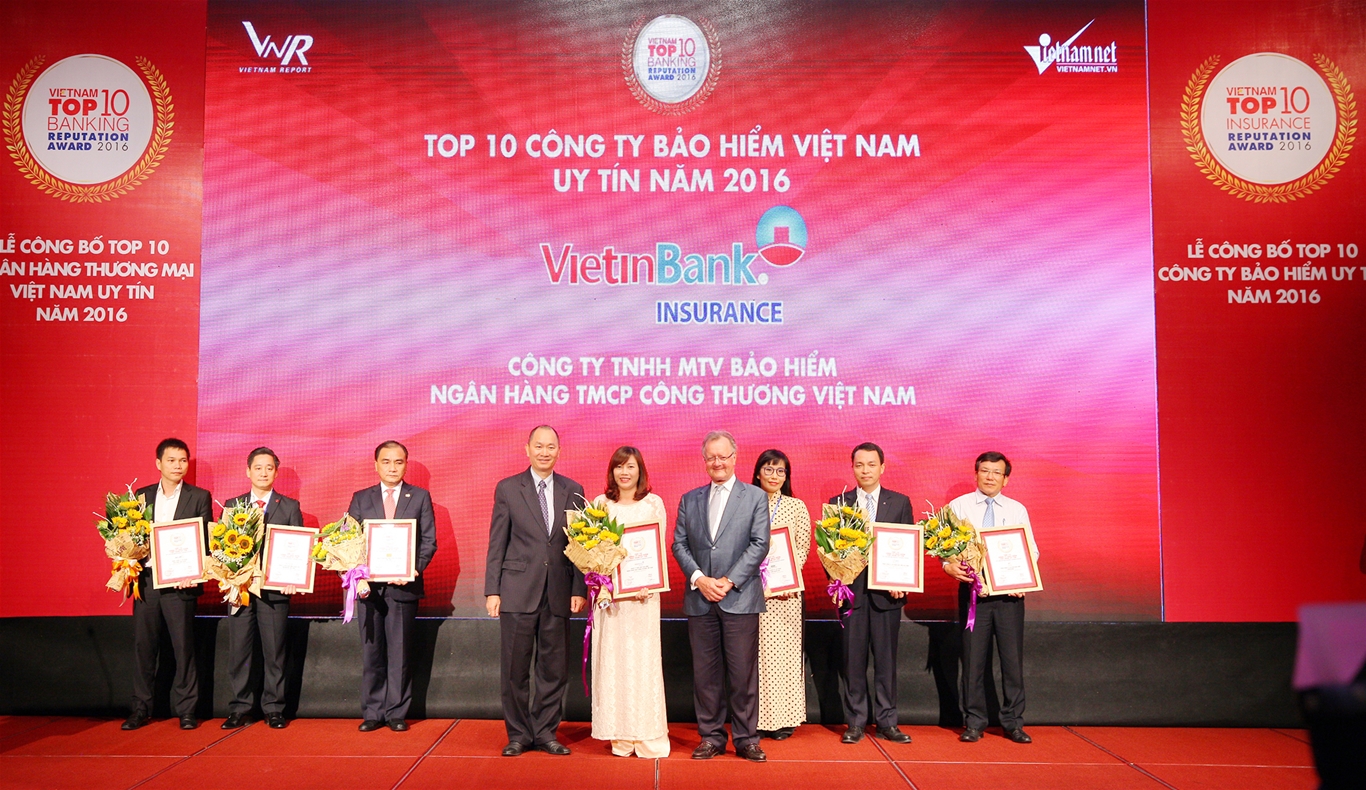 VIETNAM
TOP 10
BANKING
REPUTATION
AWARD 2016
LỄ CÔNG BỐ TOP 10
ÂN HÀNG THƯƠNG MẠI
VIỆT NAM UY TÍN
NĂM 2016
VNR
VIETNAM REPORT
VIETNAM
TOP 10
BANKING
REPUTATION
AWARD 2016
Vietnamnet
VIETNAMNET.VN
TOP 10 CÔNG TY BẢO HIỂM VIỆT NAM
UY TÍN NĂM 2016
VietinBank
INSURANCE
CÔNG TY TNHH MTV BẢO HIỂM
NGÂN HÀNG TMCP CÔNG THƯƠNG VIỆT NAM
VIETNAM
TOP 10
INSURANCE
REPUTATION
AWARD 2016
LỄ CÔNG BỐ TOP 10
CÔNG TY BẢO HIỂM UY T
NĂM 2016